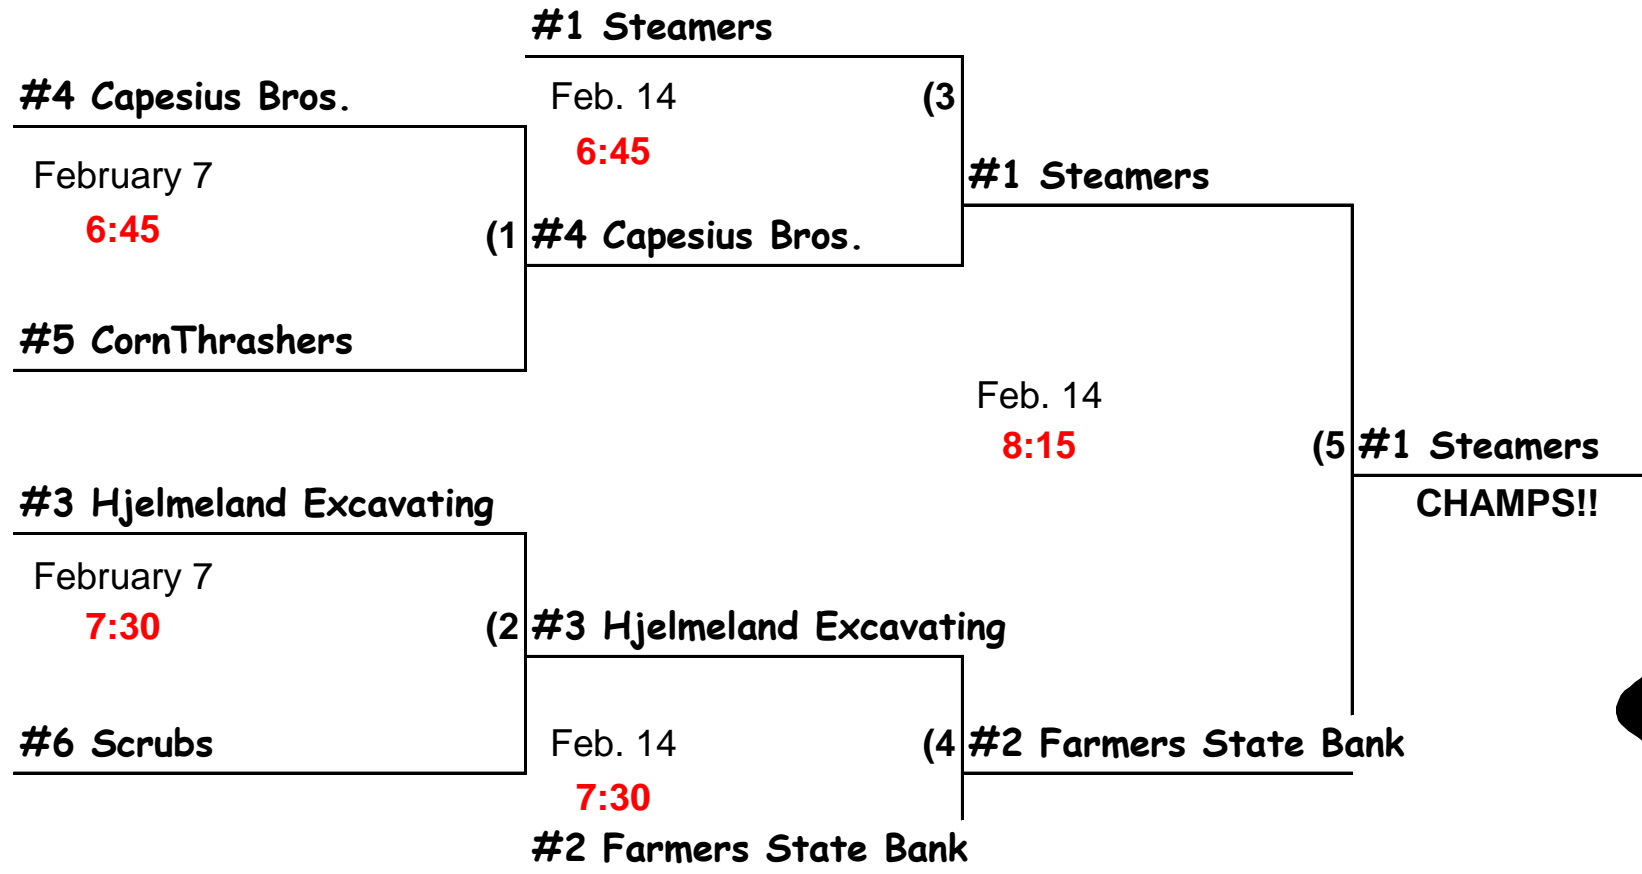 #1 Steamers
#4 Capesius Bros.
Feb. 14
(3
6:45
February 7
#1 Steamers
6:45
(1
#4 Capesius Bros.
#5 CornThrashers
Feb. 14
8:15
(5
#1 Steamers
CHAMPS!!
#3 Hjelmeland Excavating
February 7
7:30
(2
#3 Hjelmeland Excavating
#6 Scrubs
Feb. 14
(4
#2 Farmers State Bank
7:30
#2 Farmers State Bank